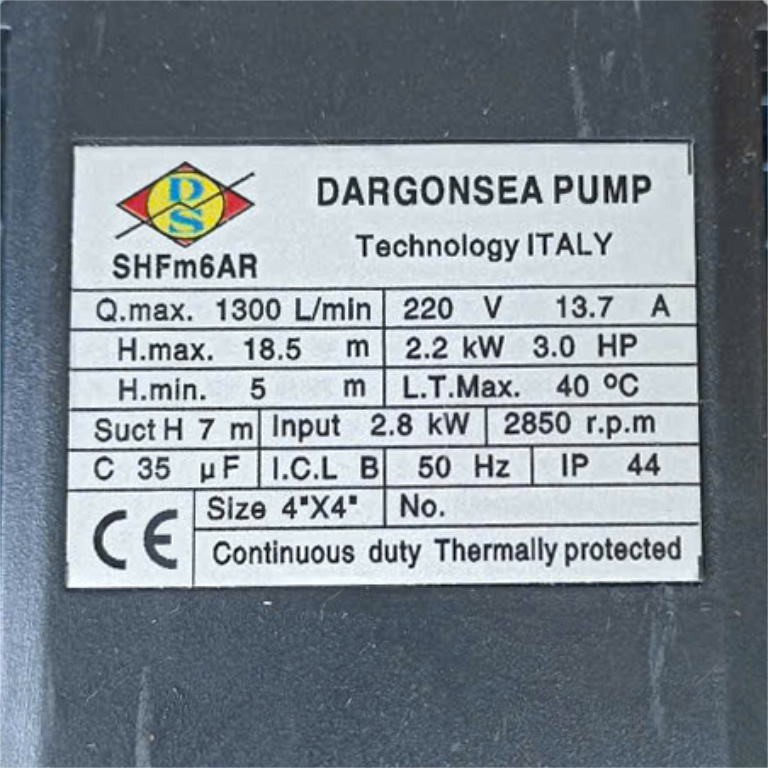 DS
DARGONSEA PUMP
Technology ITALY
SHFm6AR
Q.max. 1300 L/min 220 V 13.7 A
H.max. 18.5 m 2.2 kW 3.0 HP
H.min. 5 m L.T.Max. 40 ºC
Suct H 7 m Input 2.8 kW 2850 r.p.m
C 35 µF I.C.L B 50 Hz IP 44
CE Size 4"X4" No.
Continuous duty Thermally protected